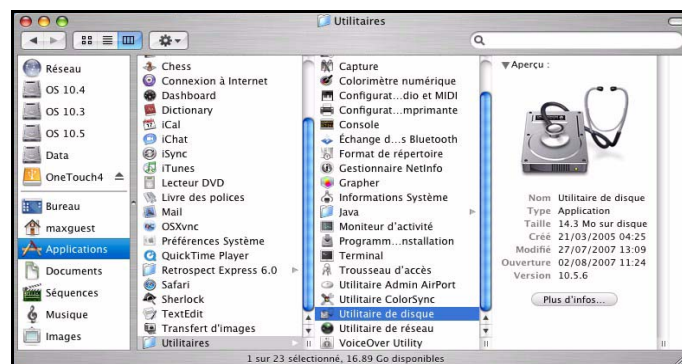 Utilitaires
Réseau
OS 10.4
OS 10.3
OS 10.5
Data
OneTouch4
Bureau
maxguest
Applications
Documents
Séquences
Musique
Images
Chess
Connexion à Internet
Dashboard
Dictionary
iCal
iChat
iSync
iTunes
Lecteur DVD
Livre des polices
Mail
OSXvnc
Préférences Système
QuickTime Player
Retrospect Express 6.0
Safari
Sherlock
TextEdit
Transfert d'images
Utilitaires
Capture
Colorimètre numérique
Configurat...dio et MIDI
Configurat...mprimante
Console
Échange d...s Bluetooth
Format de répertoire
Gestionnaire NetInfo
Grapher
Informations Système
Java
Moniteur d'activité
Programm...nstallation
Terminal
Trousseau d'accès
Utilitaire Admin AirPort
Utilitaire ColorSync
Utilitaire de disque
Utilitaire de réseau
VoiceOver Utility
Aperçu :
Nom Utilitaire de disque
Type Application
Taille 14.3 Mo sur disque
Créé 21/03/2005 04:25
Modifié 27/07/2007 13:09
Ouverture 02/08/2007 11:24
Version 10.5.6
Plus d'infos...
1 sur 23 sélectionné, 16.89 Go disponibles